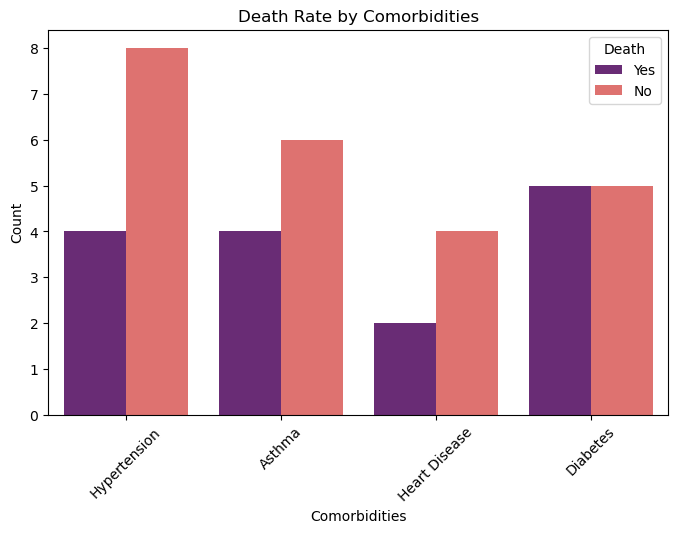 Death Rate by Comorbidities
Death
Yes
No
Count
8
7
6
5
4
3
2
1
0
Hypertension
Asthma
Heart Disease
Diabetes
Comorbidities